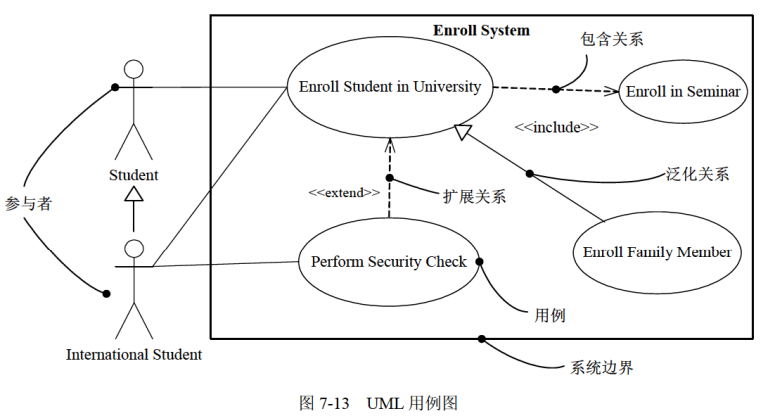 Enroll System
包含关系
Enroll Student in University
Enroll in Seminar
<<include>>
Student
<<extend>>
扩展关系
泛化关系
参与者
Perform Security Check
Enroll Family Member
用例
International Student
系统边界
图 7-13 UML 用例图